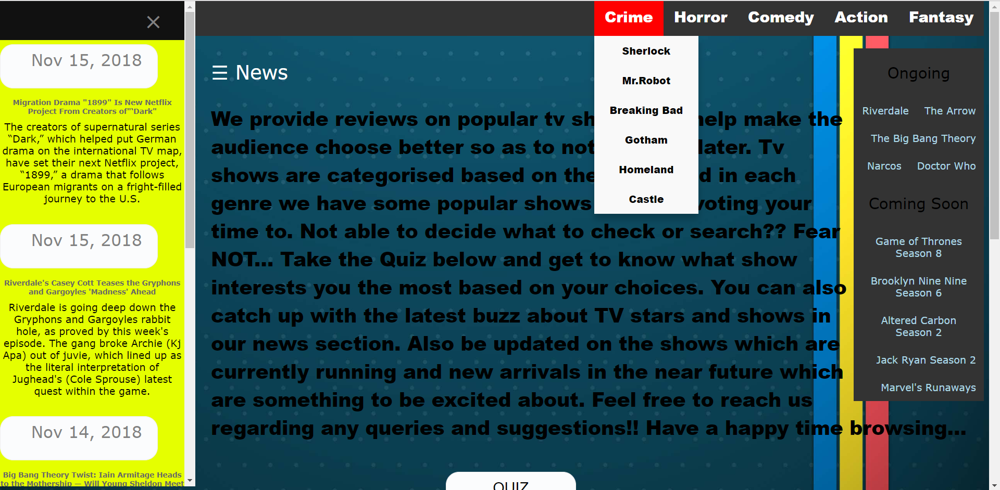 ×
Nov 15, 2018
Migration Drama "1899" Is New Netflix
Project From Creators of"'Dark"
The creators of supernatural series
“Dark,” which helped put German
drama on the international TV map,
have set their next Netflix project,
“1899,” a drama that follows
European migrants on a fright-filled
journey to the U.S.
Nov 15, 2018
Riverdale's Casey Cott Teases the Gryphons
and Gargoyles 'Madness' Ahead
Riverdale is going deep down the
Gryphons and Gargoyles rabbit
hole, as proved by this week's
episode. The gang broke Archie (Kj
Apa) out of juvie, which lined up as
the literal interpretation of
Jughead's (Cole Sprouse) latest
quest within the game.
Nov 14, 2018
Big Bang Theory Twist: Iain Armitage Heads
to the Mothership — Will Young Sheldon Meet
Crime Horror Comedy Action Fantasy
Sherlock
Mr.Robot
Breaking Bad
Gotham
Homeland
Castle
☰ News
We provide reviews on popular tv sh help make the
audience choose better so as to not later. Tv
shows are categorised based on the d in each
genre we have some popular shows voting your
time to. Not able to decide what to check or search?? Fear
NOT... Take the Quiz below and get to know what show
interests you the most based on your choices. You can also
catch up with the latest buzz about TV stars and shows in
our news section. Also be updated on the shows which are
currently running and new arrivals in the near future which
are something to be excited about. Feel free to reach us
regarding any queries and suggestions!! Have a happy time browsing...
QUIZ
Ongoing
Riverdale The Arrow
The Big Bang Theory
Narcos Doctor Who
Coming Soon
Game of Thrones
Season 8
Brooklyn Nine Nine
Season 6
Altered Carbon
Season 2
Jack Ryan Season 2
Marvel's Runaways